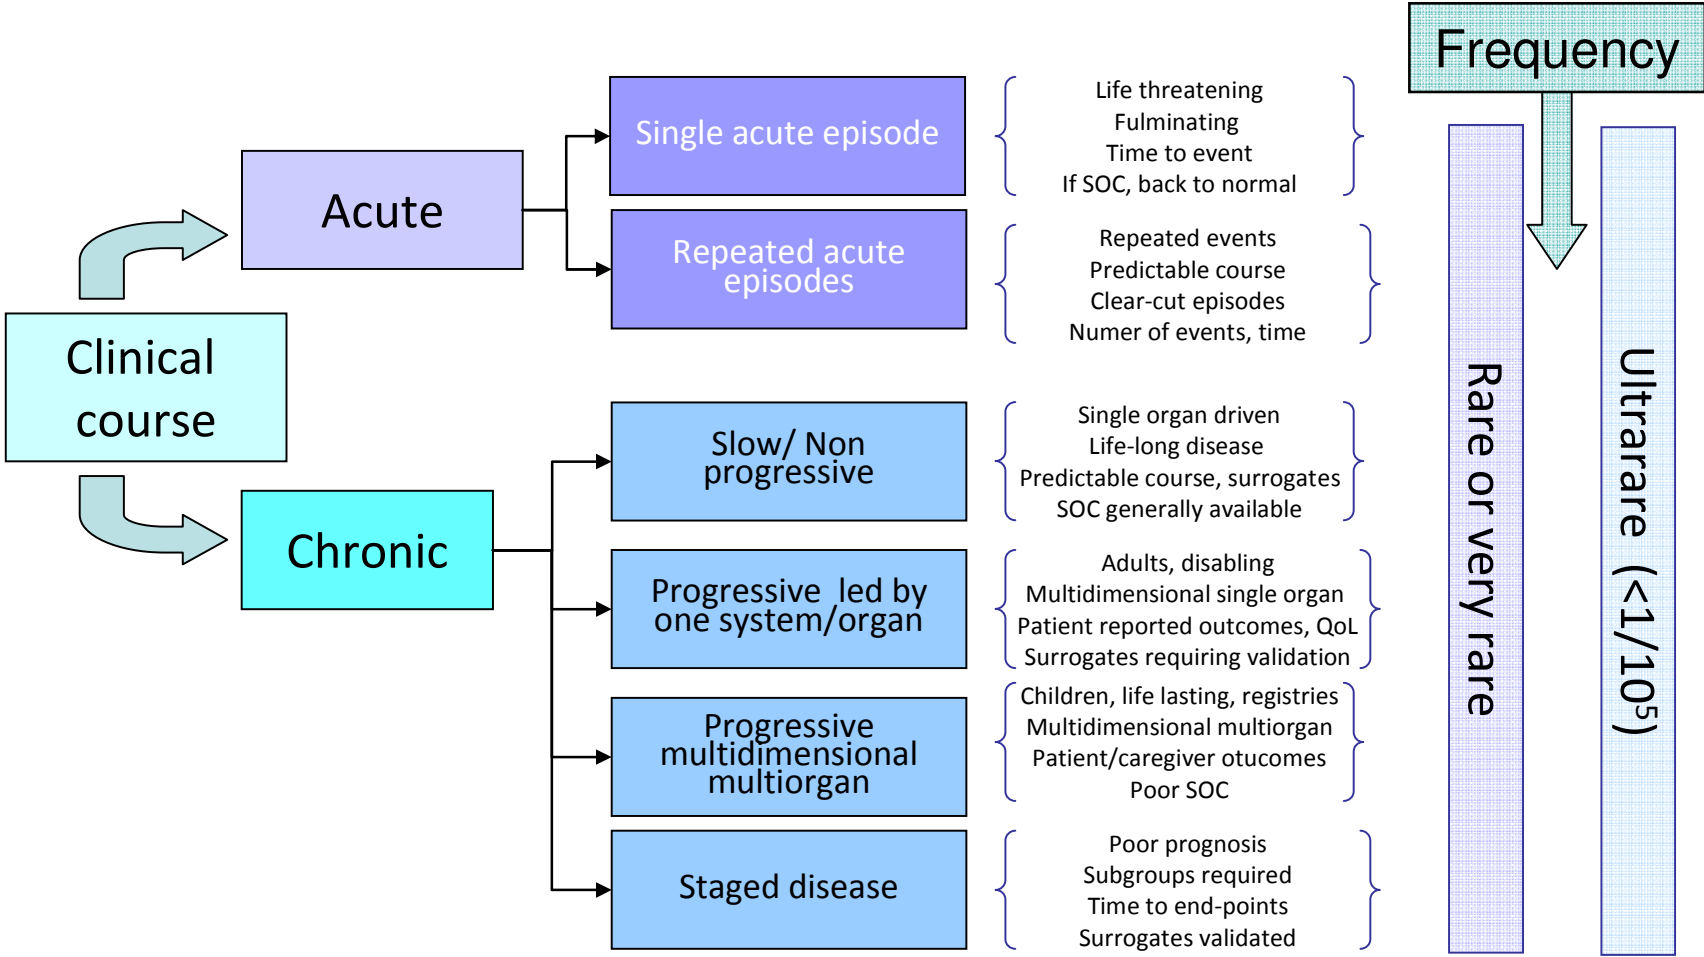 Frequency
Clinical
course
Acute
Single acute episode
Life threatening
Fulminating
Time to event
If SOC, back to normal
Repeated acute
episodes
Repeated events
Predictable course
Clear-cut episodes
Numer of events, time
Chronic
Slow/ Non
progressive
Single organ driven
Life-long disease
Predictable course, surrogates
SOC generally available
Progressive led by
one system/organ
Adults, disabling
Multidimensional single organ
Patient reported outcomes, QoL
Surrogates requiring validation
Progressive
multidimensional
multiorgan
Children, life lasting, registries
Multidimensional multiorgan
Patient/caregiver otucomes
Poor SOC
Staged disease
Poor prognosis
Subgroups required
Time to end-points
Surrogates validated
Rare or very rare
Ultrarare (<1/10⁵)